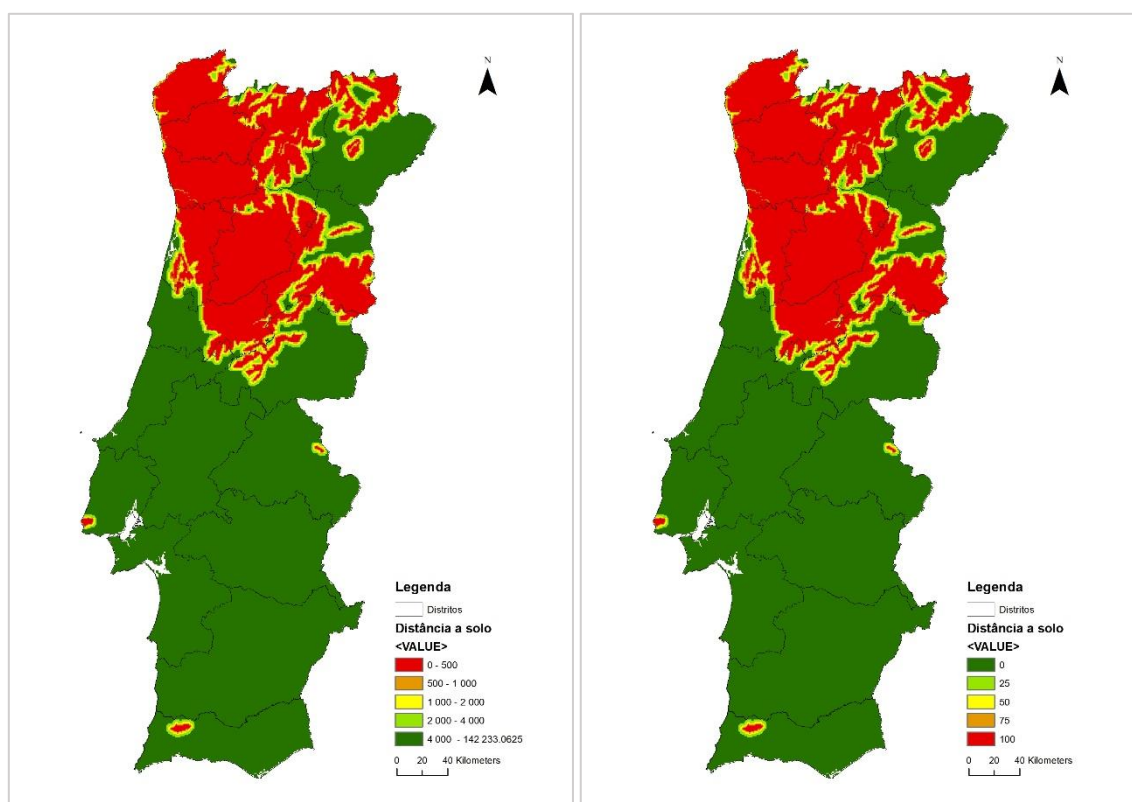 N
Legenda
Distritos
Distância a solo
<VALUE>
0 - 500
500 - 1 000
1 000 - 2 000
2 000 - 4 000
4 000 - 142 233.0625
0 20 40 Kilometers
N
Legenda
Distritos
Distância a solo
<VALUE>
0
25
50
75
100
0 20 40 Kilometers